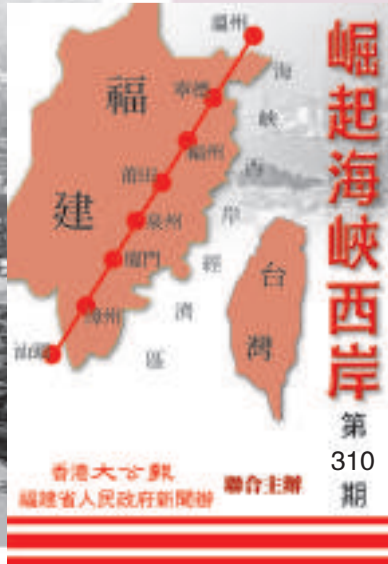 崛起海峽西岸
第
310
期
溫州
寧德
福州
莆田
泉州
廈門
漳州
汕頭
福建
海峽西岸經濟區
台灣
香港大公報
福建省人民政府新聞辦
聯合主辦